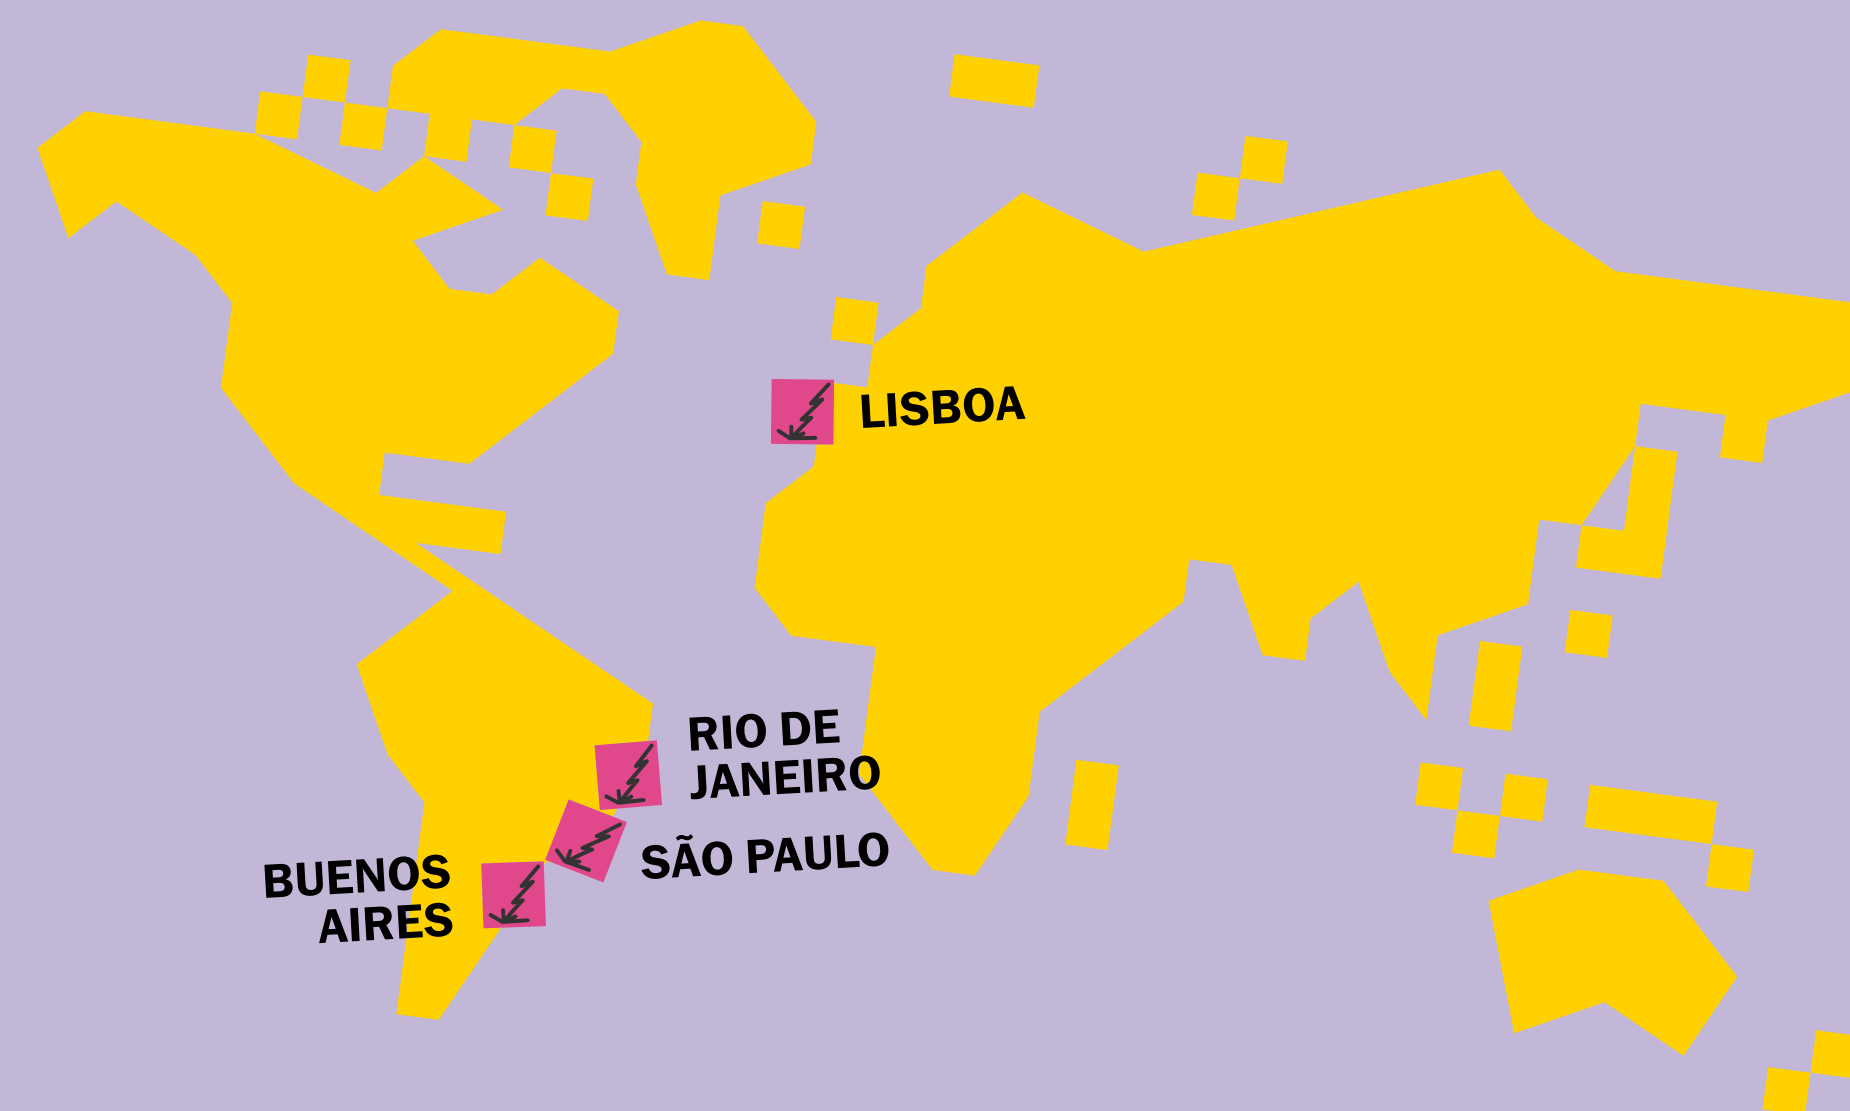 LISBOA
RIO DE
JANEIRO
SÃO PAULO
BUENOS
AIRES